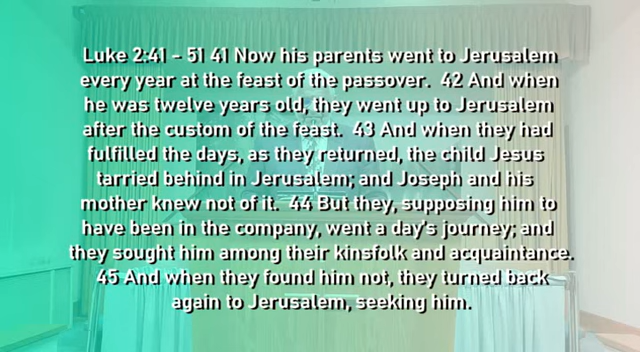 Luke 2:41 - 51 41 Now his parents went to Jerusalem
every year at the feast of the passover. 42 And when
he was twelve years old, they went up to Jerusalem
after the custom of the feast. 43 And when they had
fulfilled the days, as they returned, the child Jesus
tarried behind in Jerusalem; and Joseph and his
mother knew not of it. 44 But they, supposing him to
have been in the company, went a day's journey; and
they sought him among their kinsfolk and acquaintance.
45 And when they found him not, they turned back
again to Jerusalem, seeking him.